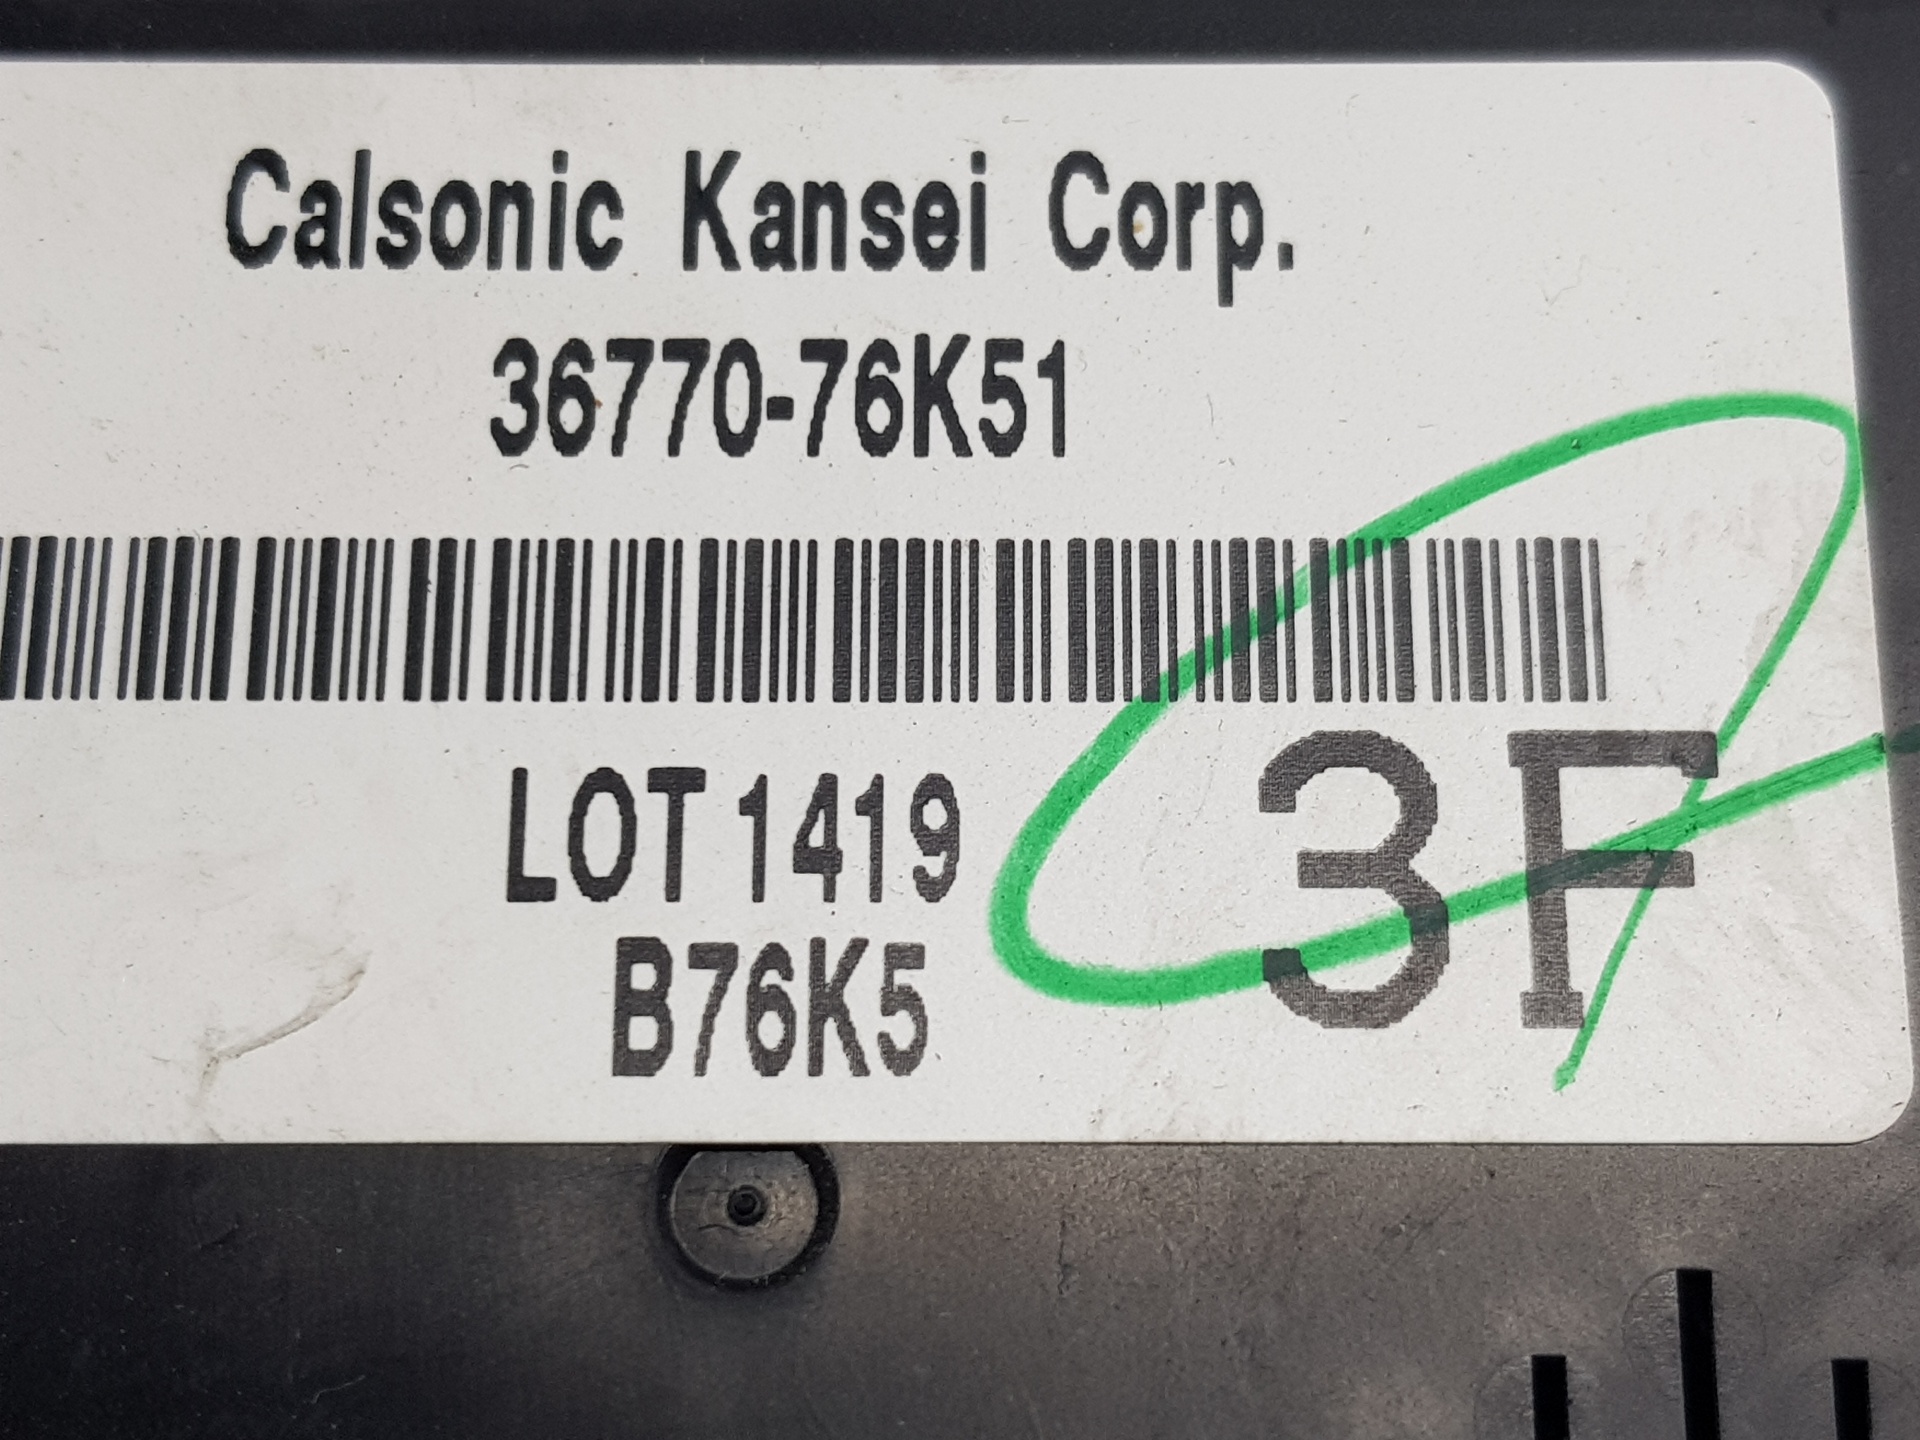 Calsonic Kansei Corp.
36770-76K51
LOT 1419
B76K5
3F